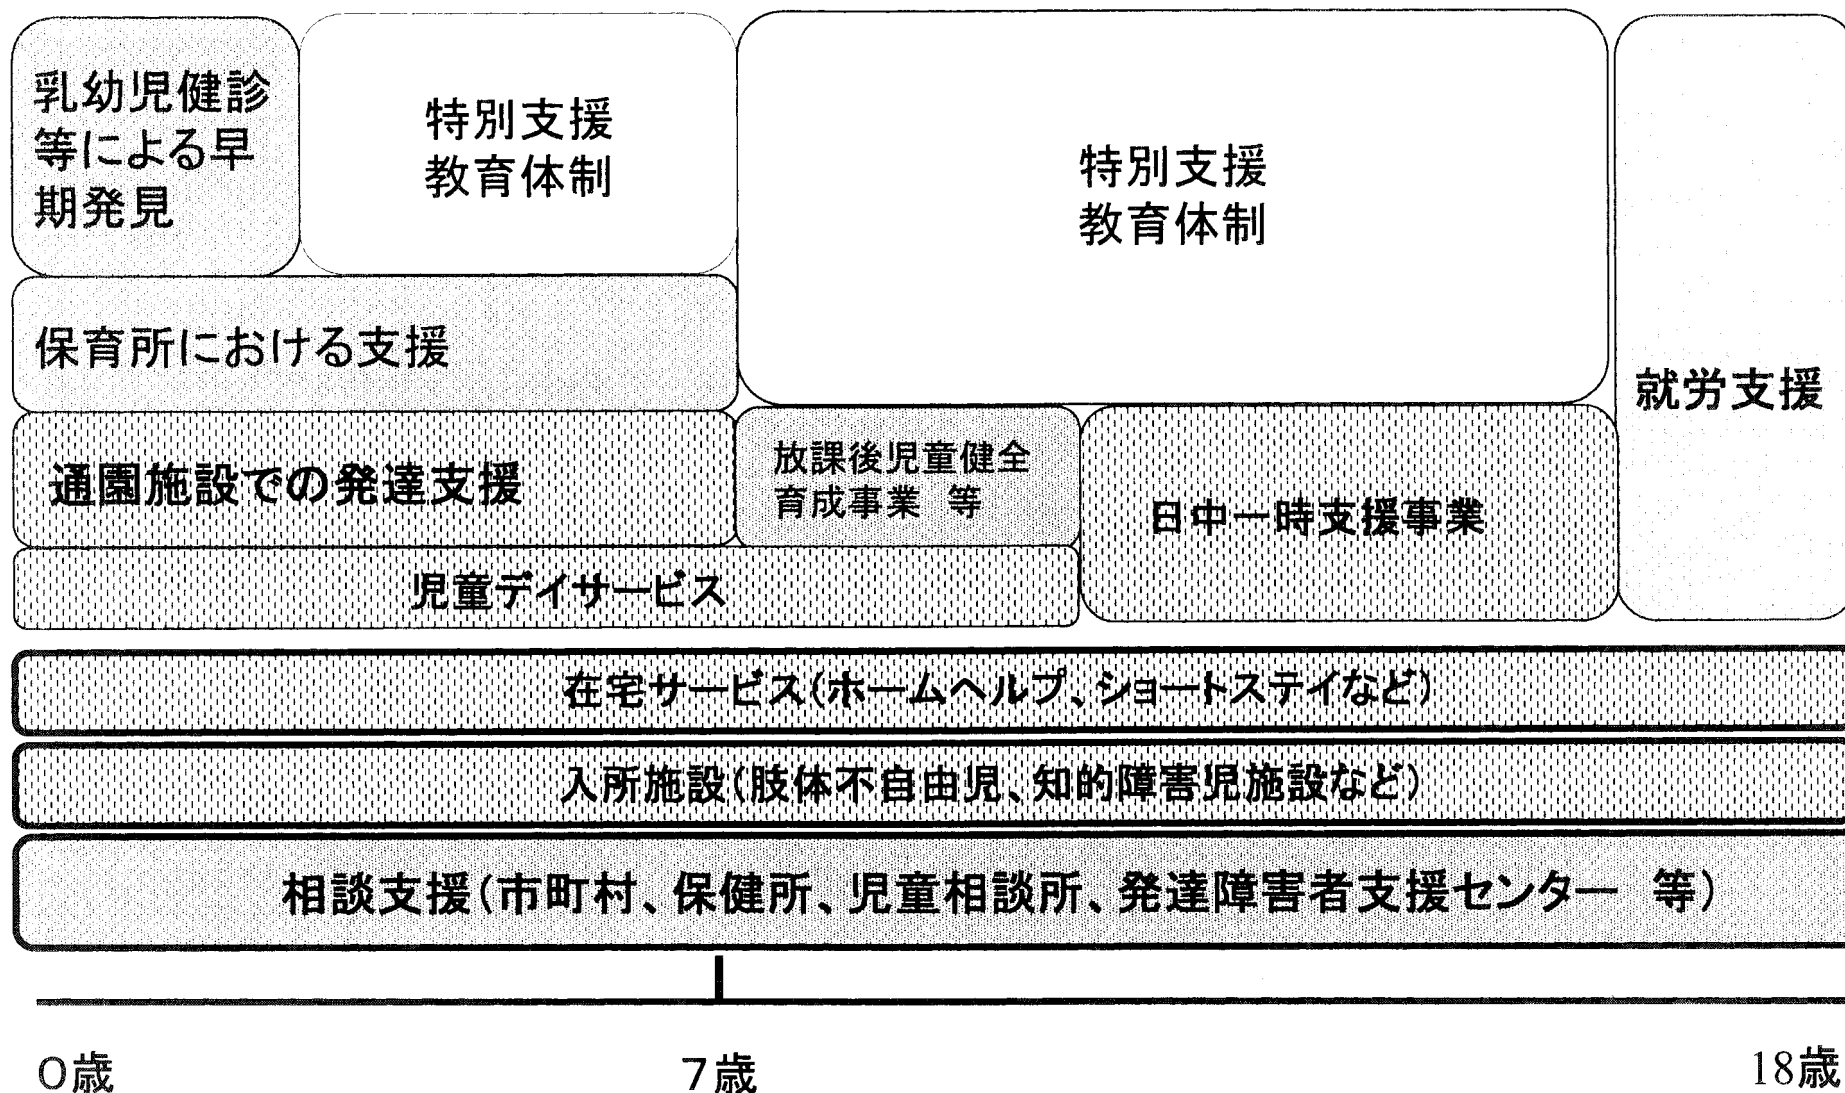 乳幼児健診
等による早
期発見
特別支援
教育体制
特別支援
教育体制
就労支援
保育所における支援
通園施設での発達支援
放課後児童健全
育成事業　等
日中一時支援事業
児童デイサービス
在宅サービス(ホームヘルプ、ショートステイなど)
入所施設(肢体不自由児、知的障害児施設など)
相談支援(市町村、保健所、児童相談所、発達障害者支援センター　等)
0歳
7歳
18歳